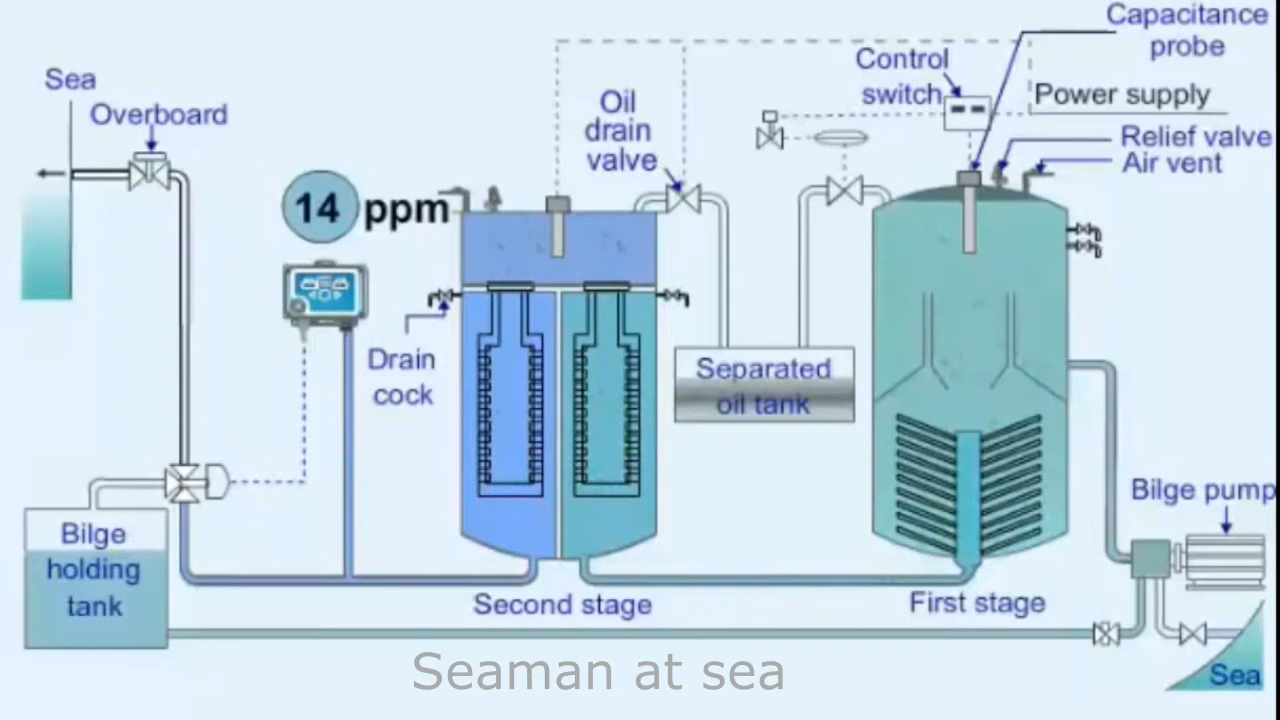 Capacitance
probe
Control
switch
Power supply
Relief valve
Air vent
Sea
Overboard
Oil
drain
valve
14 ppm
Drain
cock
Separated
oil tank
Bilge pump
Bilge
holding
tank
Second stage
First stage
Sea
Seaman at sea